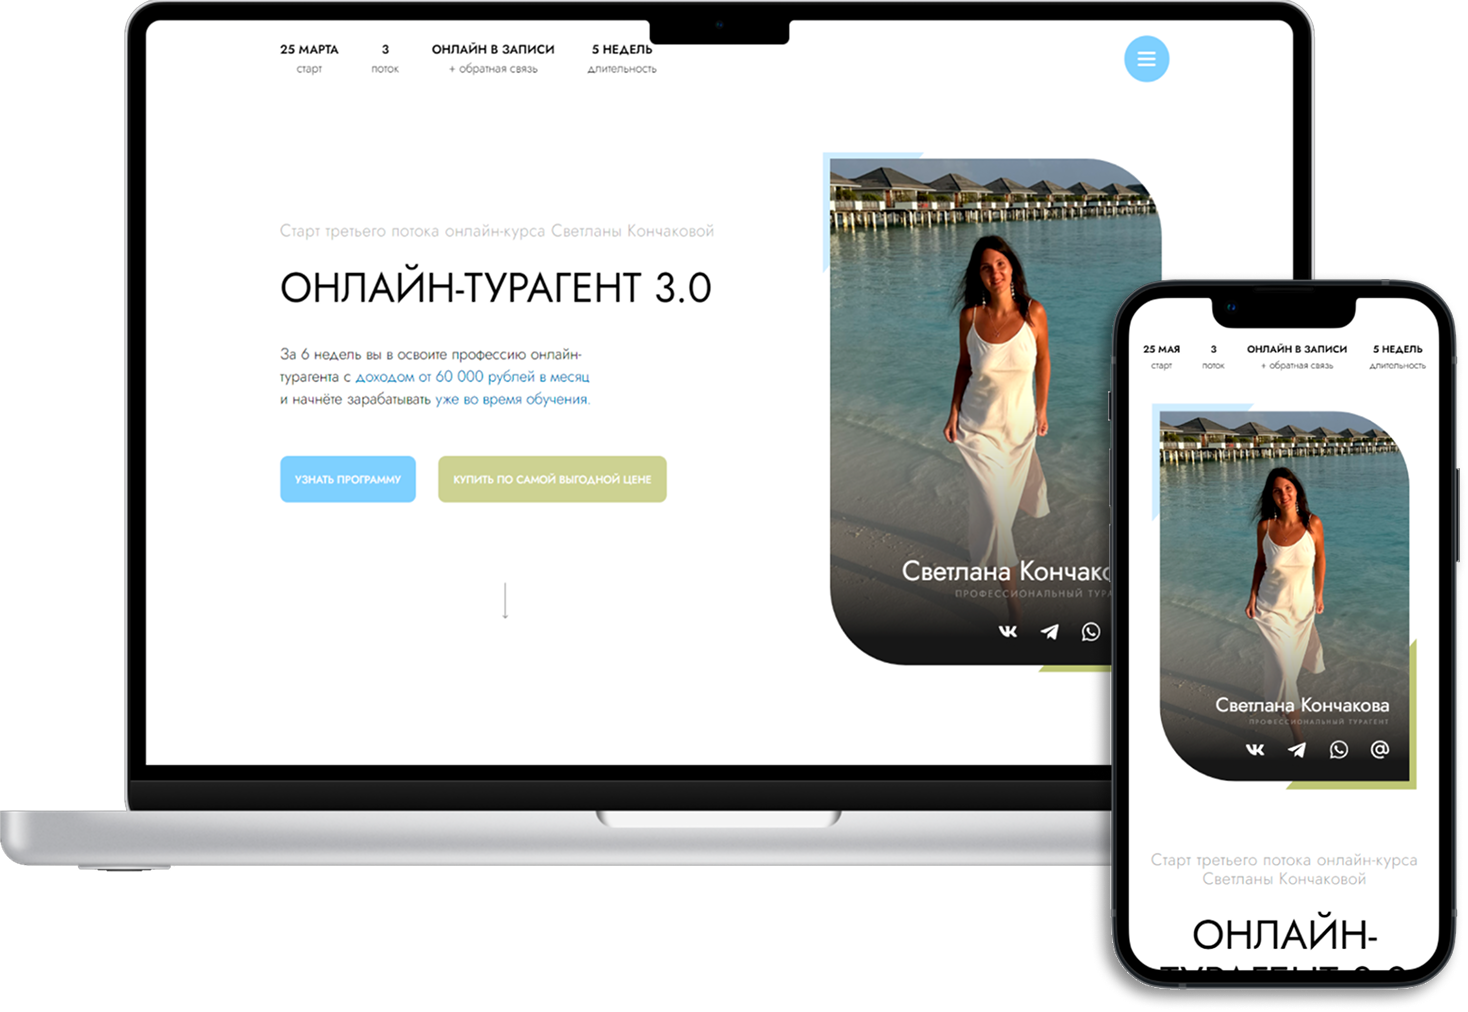 25 МАРТА
старт
3
поток
ОНЛАЙН В ЗАПИСИ
+ обратная связь
5 НЕДЕЛЬ
длительность
Старт третьего потока онлайн-курса Светланы Кончаковой
ОНЛАЙН-ТУРАГЕНТ 3.0
За 6 недель вы в освоите профессию онлайн-
турагента с доходом от 60 000 рублей в месяц
и начнёте зарабатывать уже во время обучения.
УЗНАТЬ ПРОГРАММУ
КУПИТЬ ПО САМОЙ ВЫГОДНОЙ ЦЕНЕ
Светлана Кончако
ПРОФЕССИОНАЛЬНЫЙ ТУРА
25 МАЯ
старт
3
поток
ОНЛАЙН В ЗАПИСИ
+ обратная связь
5 НЕДЕЛЬ
длительность
Светлана Кончакова
ПРОФЕССИОНАЛЬНЫЙ ТУРАГЕНТ
Старт третьего потока онлайн-курса
Светланы Кончаковой
ОНЛАЙН-
ТУРАГЕНТ 3.0